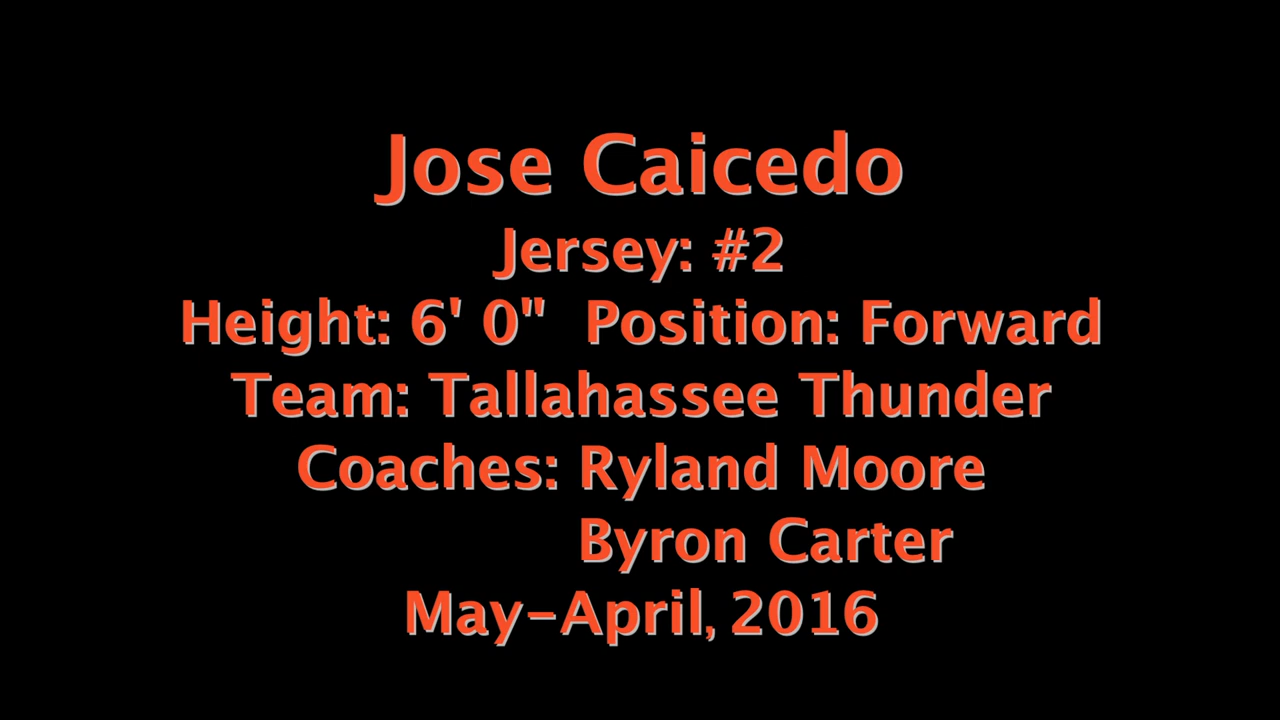 Jose Caicedo
Jersey: #2
Height: 6' 0"  Position: Forward
Team: Tallahassee Thunder
Coaches: Ryland Moore
Byron Carter
May-April, 2016